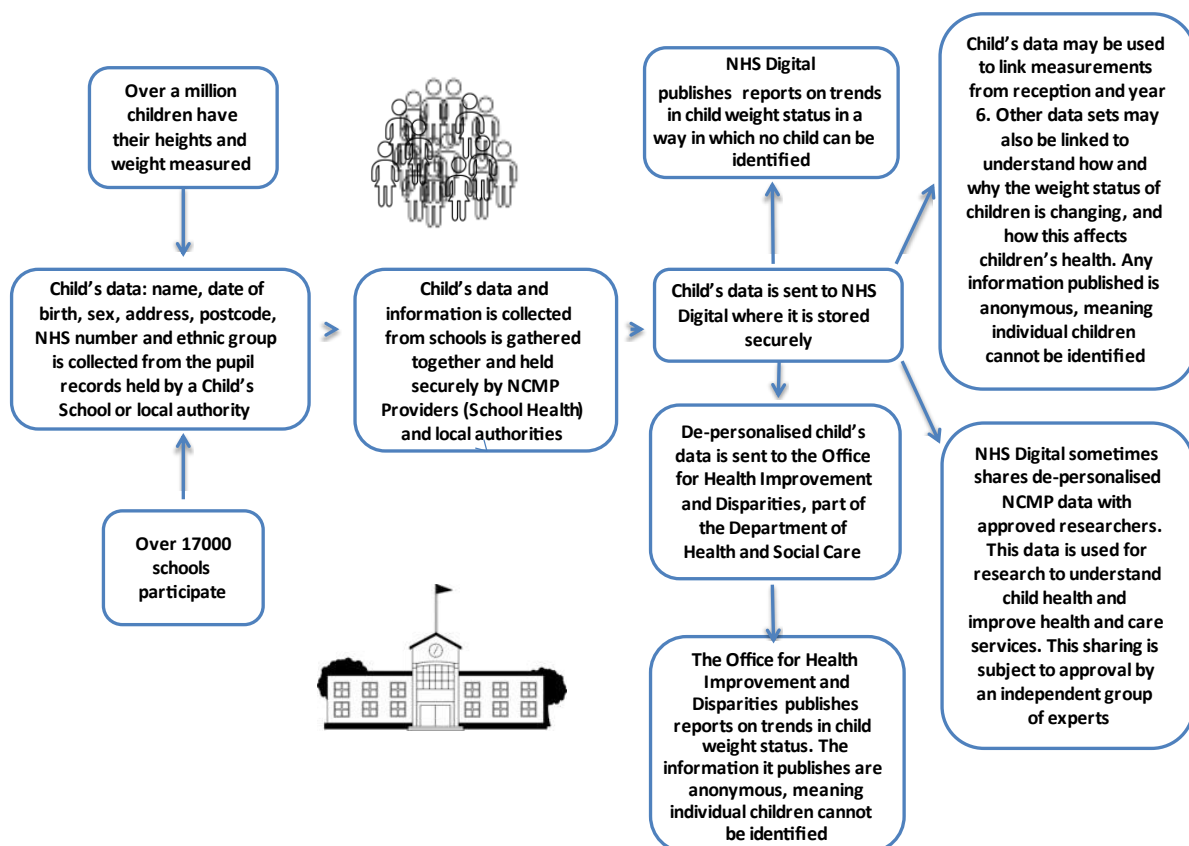 Over a million
children have
their heights and
weight measured
Child's data: name, date of
birth, sex, address, postcode,
NHS number and ethnic group
is collected from the pupil
records held by a Child's
School or local authority
Over 17000
schools
participate
Child's data and
information is collected
from schools is gathered
together and held
securely by NCMP
Providers (School Health)
and local authorities
NHS Digital
publishes reports on trends
in child weight status in a
way in which no child can be
identified
Child's data is sent to NHS
Digital where it is stored
securely
De-personalised child's
data is sent to the Office
for Health Improvement
and Disparities, part of
the Department of
Health and Social Care
The Office for Health
Improvement and
Disparities publishes
reports on trends in child
weight status. The
information it publishes are
anonymous, meaning
individual children cannot
be identified
Child's data may be used
to link measurements
from reception and year
6. Other data sets may
also be linked to
understand how and
why the weight status of
children is changing, and
how this affects
children's health. Any
information published is
anonymous, meaning
individual children
cannot be identified
NHS Digital sometimes
shares de-personalised
NCMP data with
approved researchers.
This data is used for
research to understand
child health and
improve health and care
services. This sharing is
subject to approval by
an independent group
of experts